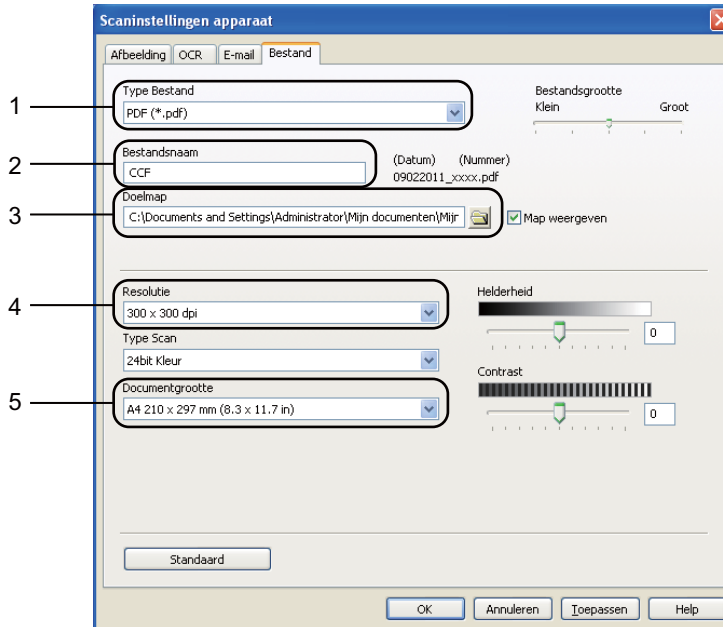 Scaninstellingen apparaat
Afbeelding OCR E-mail Bestand
1
Type Bestand
PDF (*.pdf)
Bestandsgrootte
Klein Groot
2
Bestandsnaam
CCF
(Datum) (Nummer)
09022011_xxxx.pdf
3
Doelmap
C:\Documents and Settings\Administrator\Mijn documenten\Mijr
Map weergeven
4
Resolutie
300 x 300 dpi
Helderheid
0
Type Scan
24bit Kleur
Contrast
0
5
Documentgrootte
A4 210 x 297 mm (8.3 x 11.7 in)
Standaard
OK Annuleren Toepassen Help